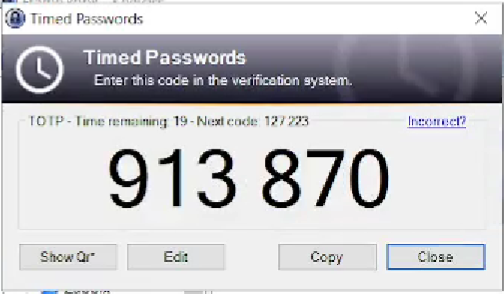 Timed Passwords
Timed Passwords
Enter this code in the verification system.
TOTP - Time remaining: 19 - Next code: 127 223
Incorrect?
913 870
Show Qr*
Edit
Copy
Close